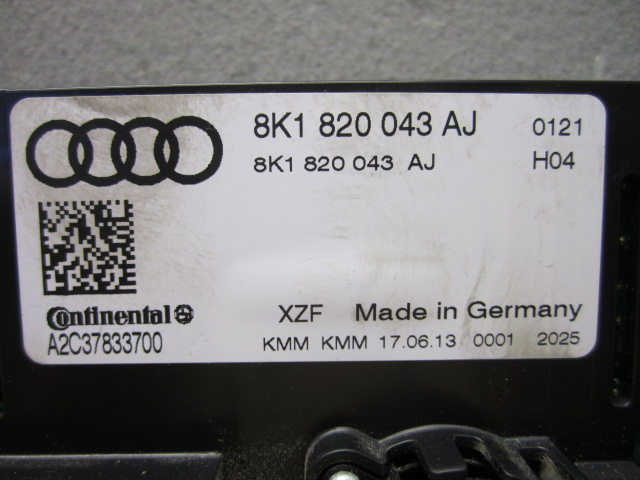 8K1 820 043 AJ 0121
8K1 820 043 AJ H04
Continental
XZF Made in Germany
A2C37833700
KMM KMM 17.06.13 0001 2025